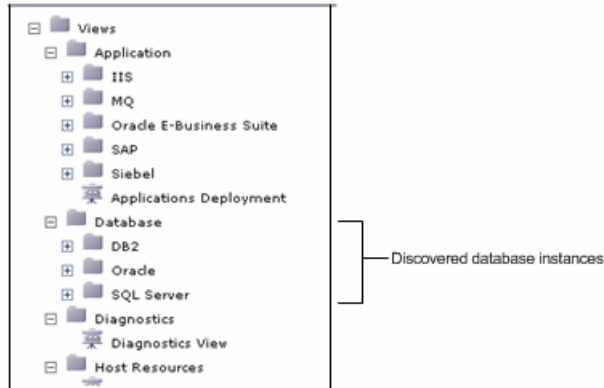 Views
Application
IIS
MQ
Oracle E-Business Suite
SAP
Siebel
Applications Deployment
Database
DB2
Oracle
SQL Server
Discovered database instances
Diagnostics
Diagnostics View
Host Resources